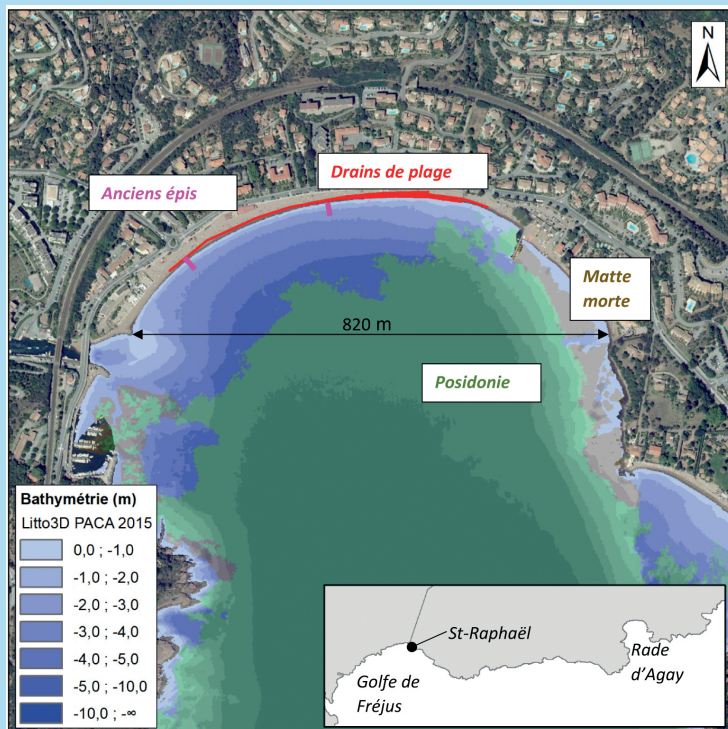 N
Drains de plage
Anciens épis
Matte
morte
820 m
Posidonie
Bathymétrie (m)
Litto3D PACA 2015
0,0 ; -1,0
-1,0 ; -2,0
-2,0 ; -3,0
-3,0 ; -4,0
-4,0 ; -5,0
-5,0 ; -10,0
-10,0 ; -∞
St-Raphaël
Rade
d'Agay
Golfe de
Fréjus